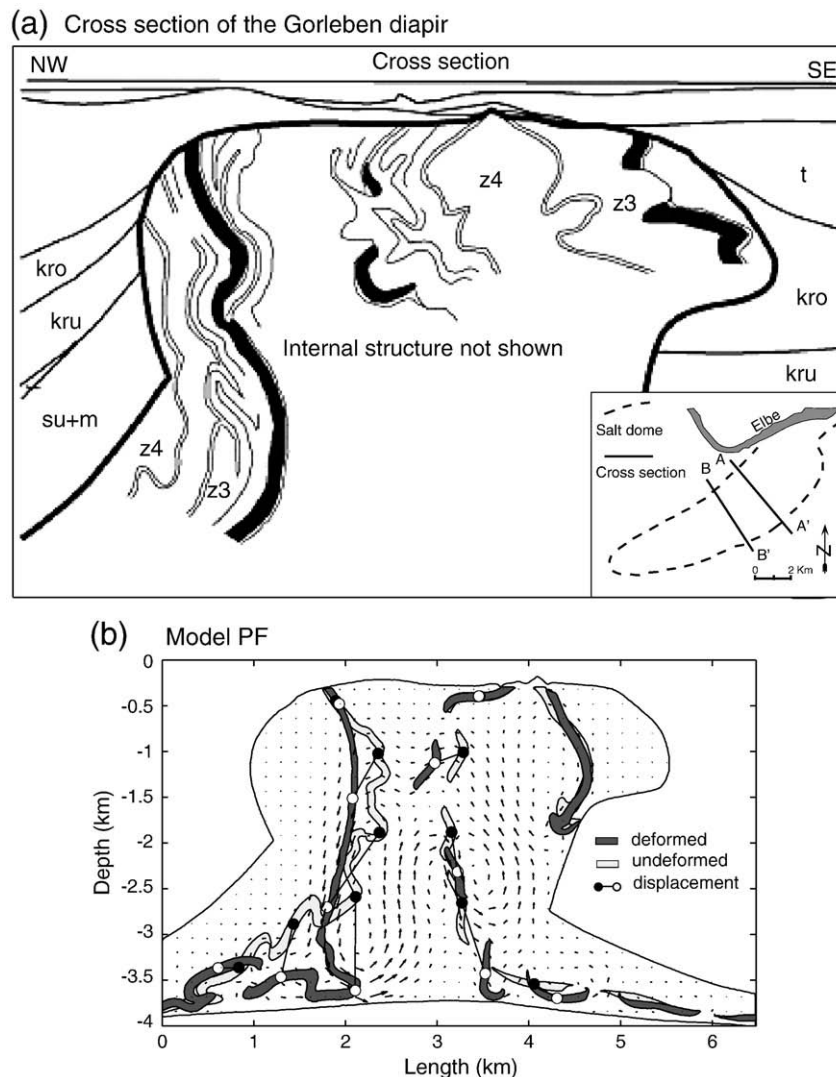 (a) Cross section of the Gorleben diapir
NW Cross section SE
z4
z3
t
kro
kru
su+m
z4
z3
Internal structure not shown
kro
kru
Salt dome
Cross section
Elbe
A
B
A'
B'
Z
0 2 Km
(b) Model PF
0
-0.5
-1
-1.5
-2
-2.5
-3
-3.5
-4
Depth (km)
deformed
undeformed
displacement
0 1 2 3 4 5 6
Length (km)